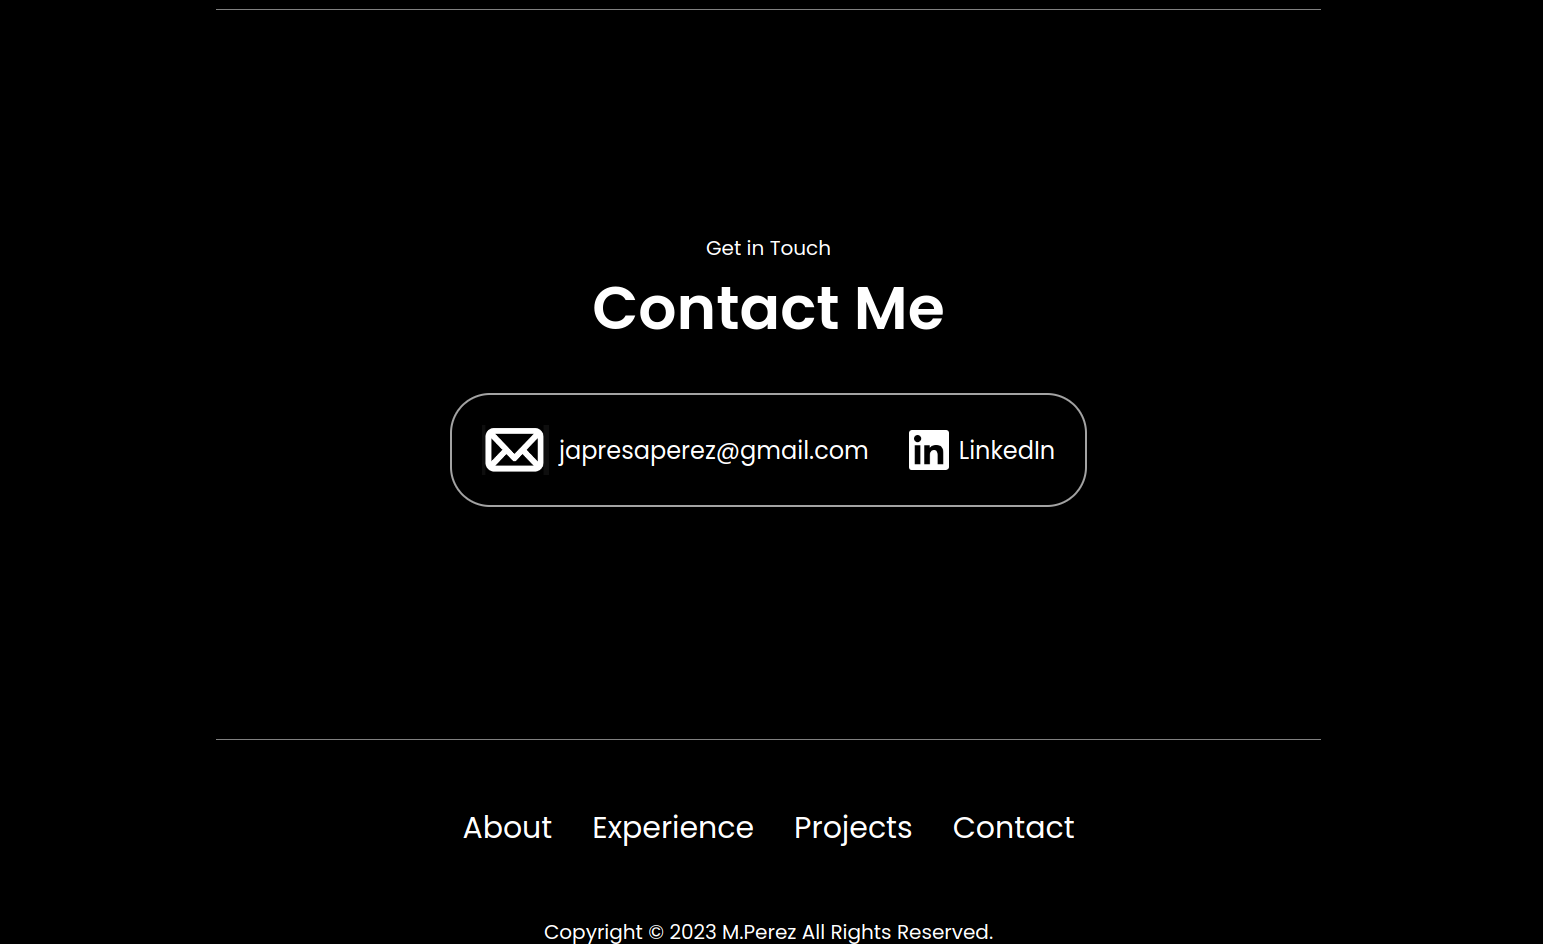 Get in Touch
Contact Me
japresaperez@gmail.com LinkedIn
About Experience Projects Contact
Copyright © 2023 M.Perez All Rights Reserved.